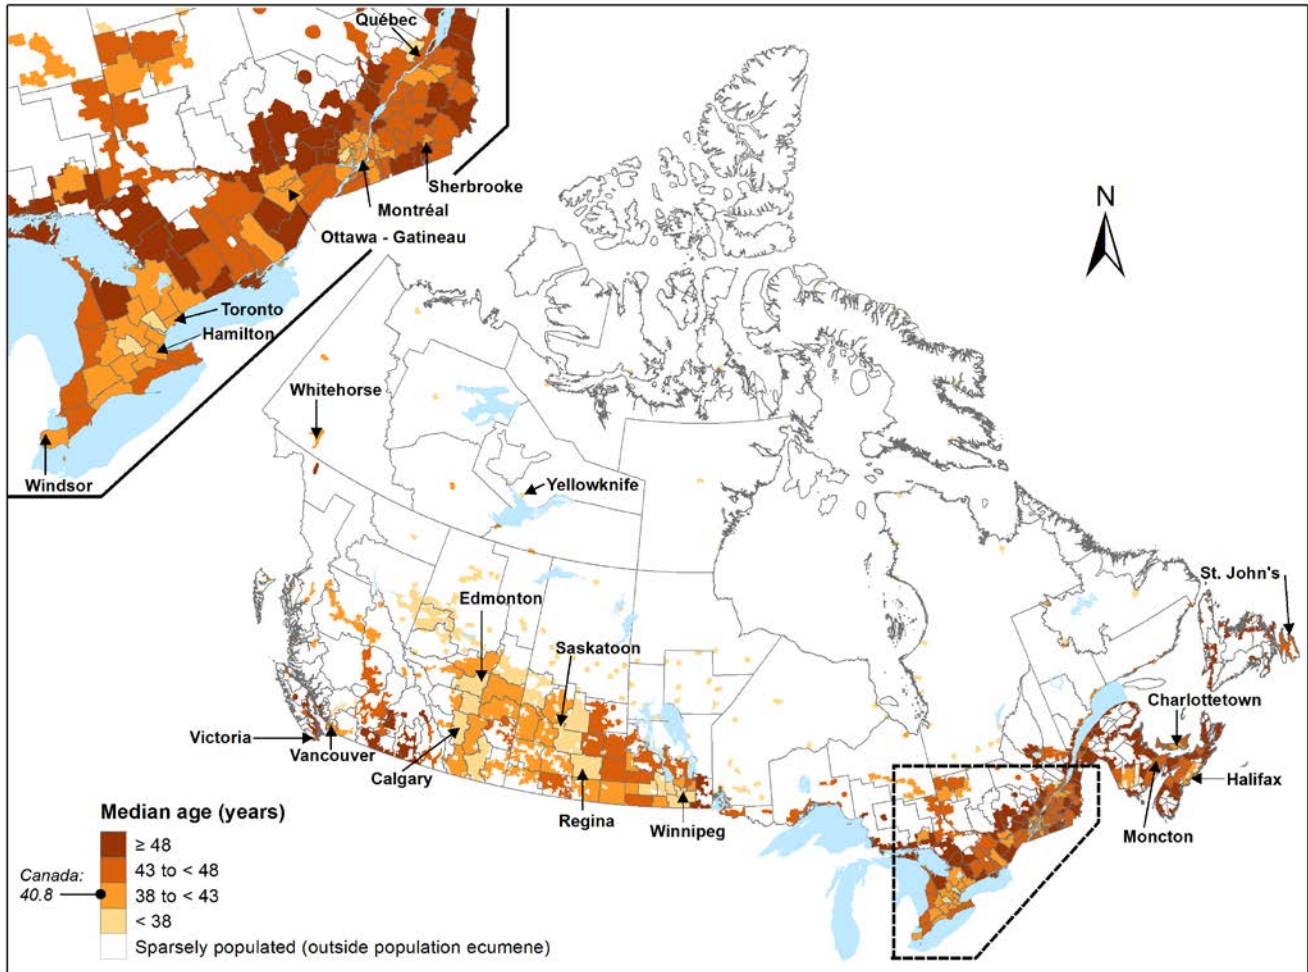 Québec
Sherbrooke
Montréal
Ottawa - Gatineau
Toronto
Hamilton
Windsor
N
Whitehorse
Yellowknife
St. John's
Edmonton
Saskatoon
Charlottetown
Victoria
Vancouver
Calgary
Halifax
Regina
Winnipeg
Moncton
Median age (years)
≥ 48
43 to < 48
Canada:
40.8
38 to < 43
< 38
Sparsely populated (outside population ecumene)